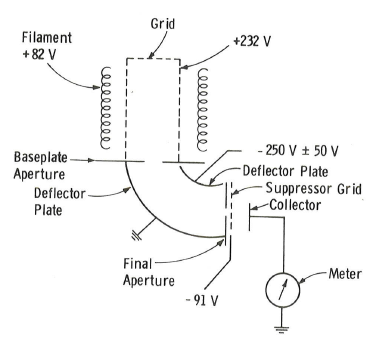 Grid
Filament
+82 V
+232 V
- 250 V ± 50 V
Baseplate
Aperture
Deflector Plate
Deflector
Plate
Suppressor Grid
Collector
Final
Aperture
Meter
- 91 V